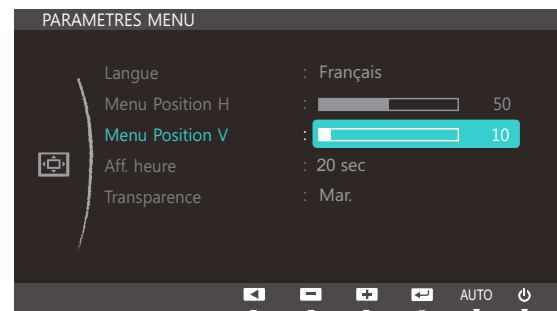 PARAMETRES MENU
Langue : Français
Menu Position H : 50
Menu Position V : 10
Aff. heure : 20 sec
Transparence : Mar.
AUTO